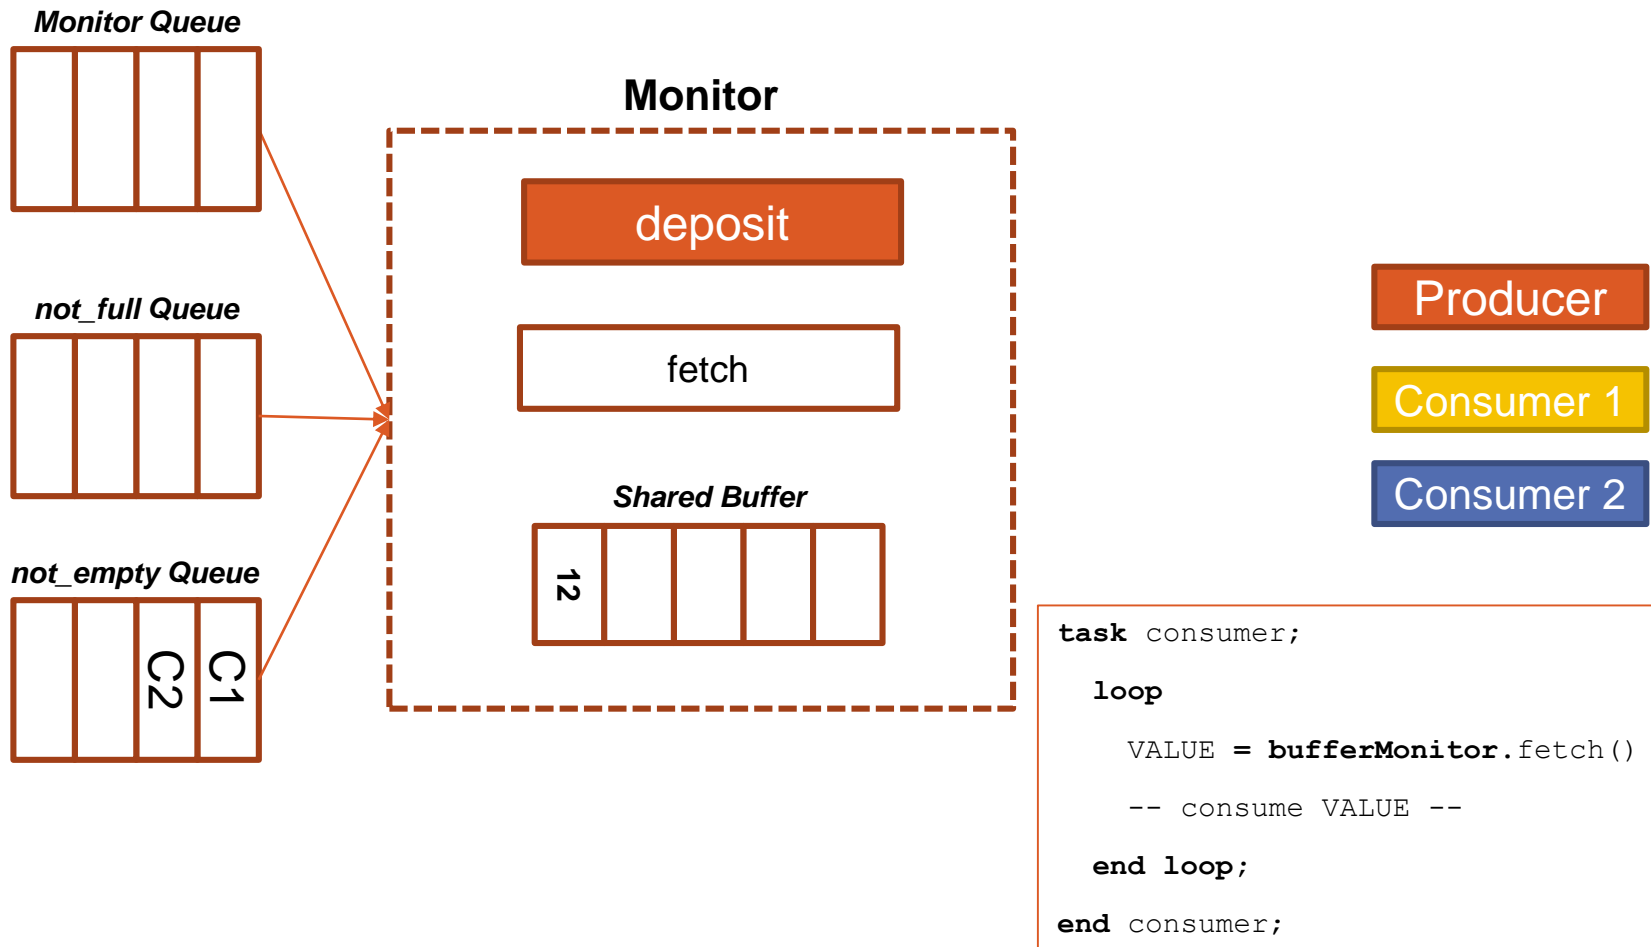 Monitor Queue
not_full Queue
not_empty Queue
C2
C1
Monitor
deposit
fetch
Shared Buffer
12
Producer
Consumer 1
Consumer 2
task consumer;
loop
VALUE = bufferMonitor.fetch()
-- consume VALUE --
end loop;
end consumer;